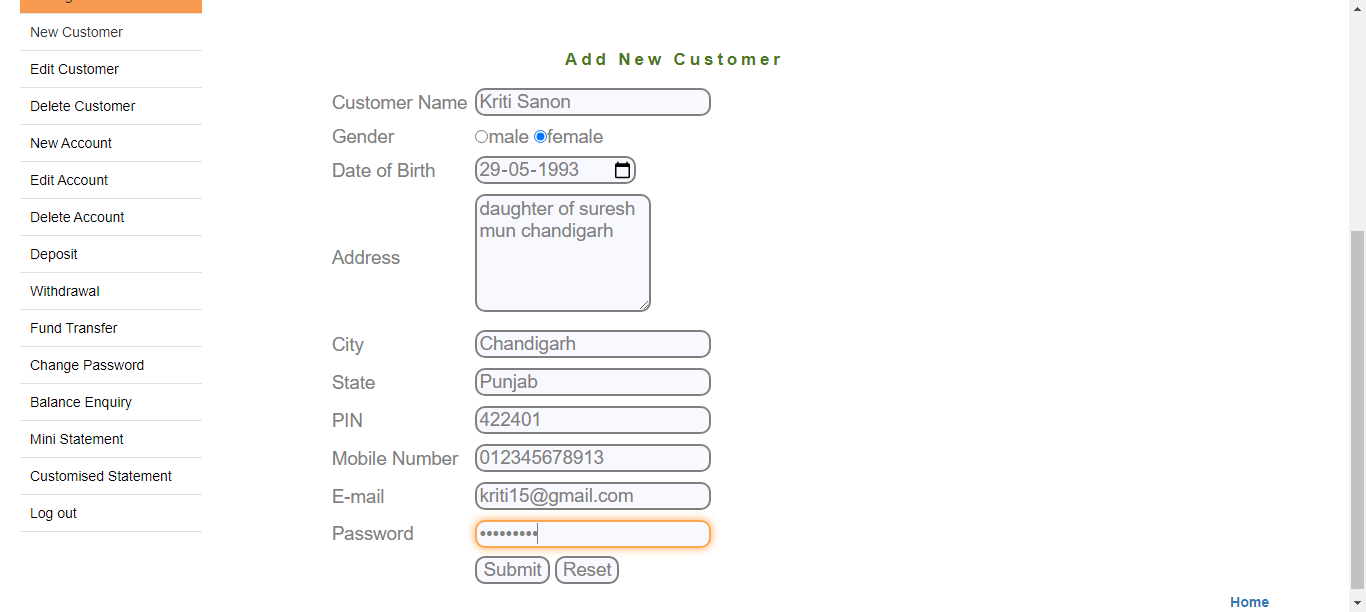 New Customer
Edit Customer
Delete Customer
New Account
Edit Account
Delete Account
Deposit
Withdrawal
Fund Transfer
Change Password
Balance Enquiry
Mini Statement
Customised Statement
Log out
Add New Customer
Customer Name Kriti Sanon
Gender male female
Date of Birth 29-05-1993
Address daughter of suresh
mun chandigarh
City Chandigarh
State Punjab
PIN 422401
Mobile Number 012345678913
E-mail kriti15@gmail.com
Password •••••••••
Submit Reset
Home